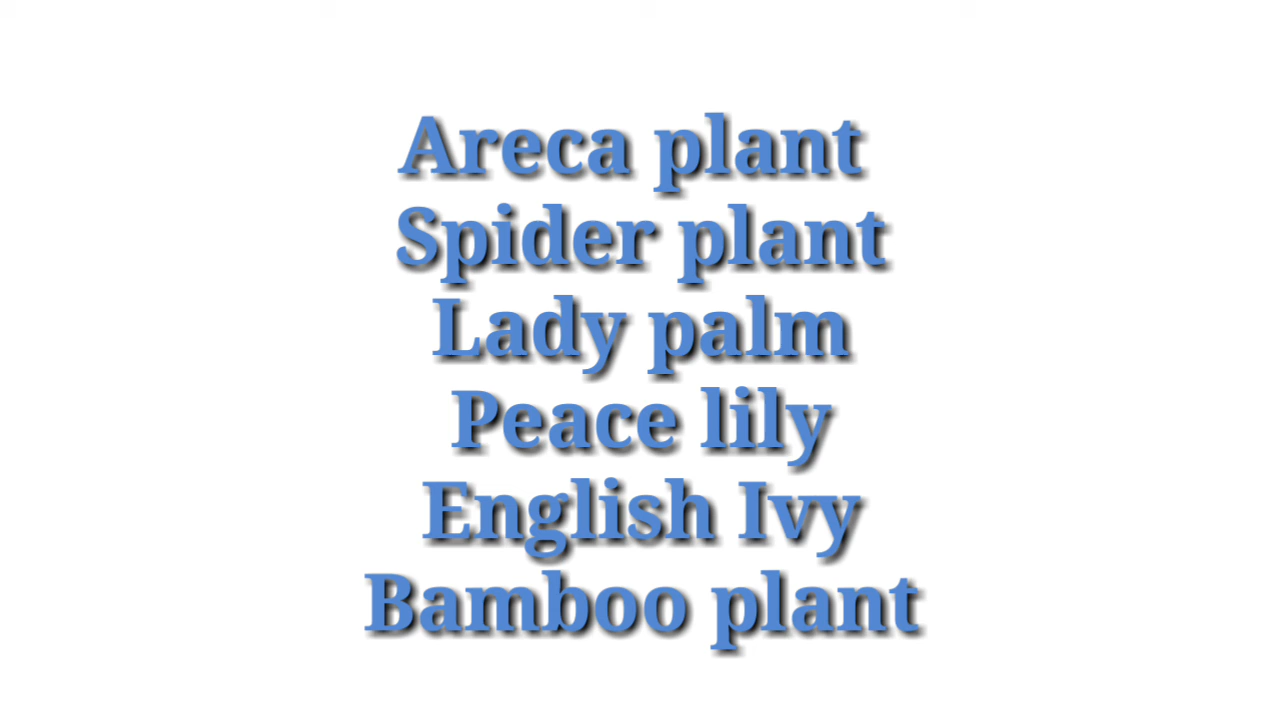 Areca plant
Spider plant
Lady palm
Peace lily
English Ivy
Bamboo plant